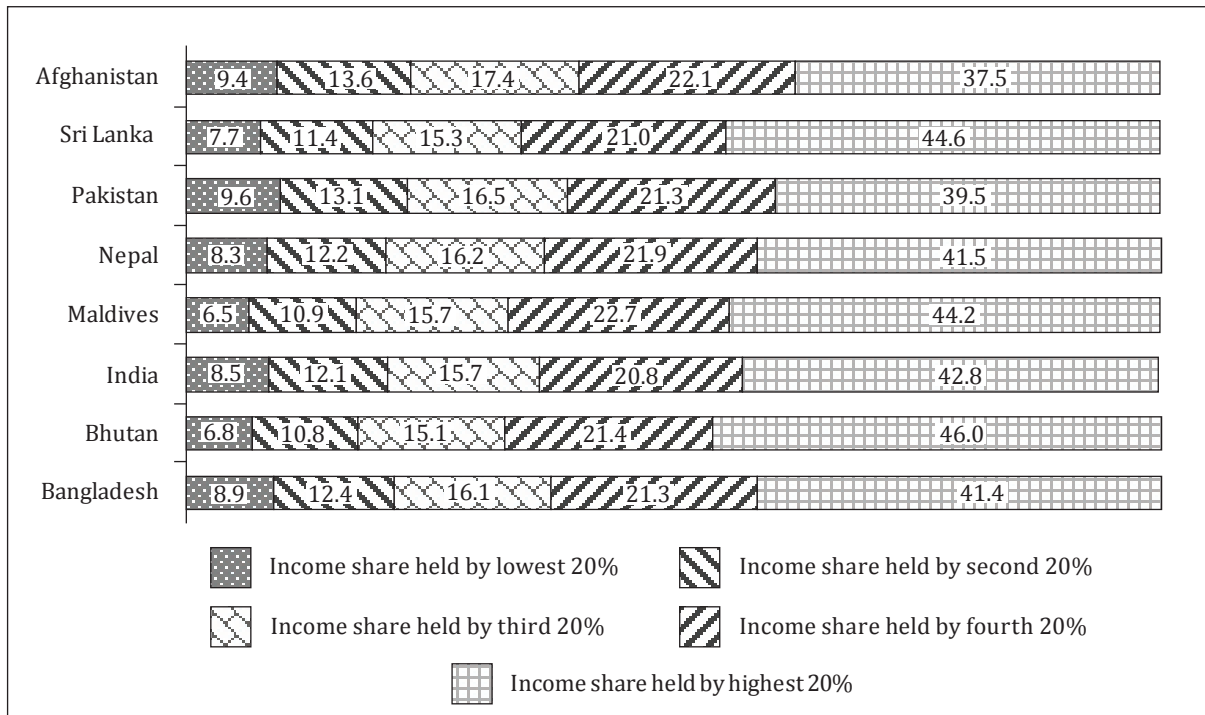 Afghanistan 9.4 13.6 17.4 22.1 37.5
Sri Lanka 7.7 11.4 15.3 21.0 44.6
Pakistan 9.6 13.1 16.5 21.3 39.5
Nepal 8.3 12.2 16.2 21.9 41.5
Maldives 6.5 10.9 15.7 22.7 44.2
India 8.5 12.1 15.7 20.8 42.8
Bhutan 6.8 10.8 15.1 21.4 46.0
Bangladesh 8.9 12.4 16.1 21.3 41.4
Income share held by lowest 20% Income share held by second 20%
Income share held by third 20% Income share held by fourth 20%
Income share held by highest 20%